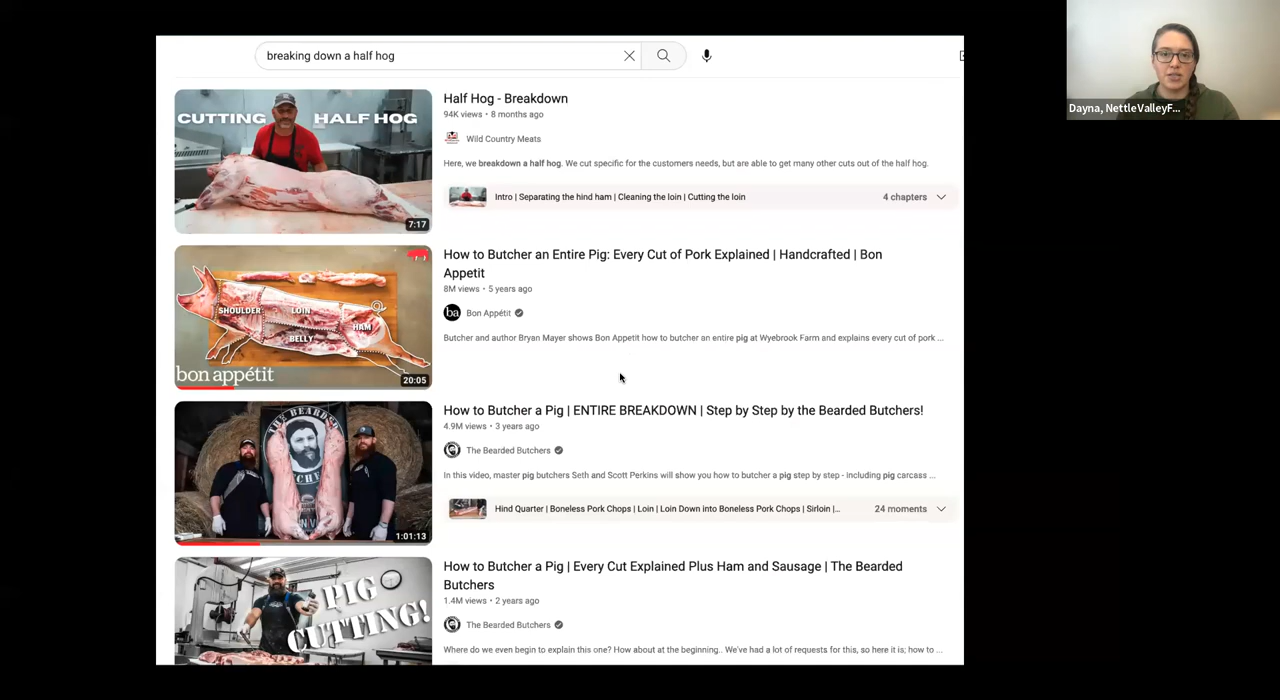 breaking down a half hog
CUTTING HALF HOG
7:17
Half Hog - Breakdown
94K views • 8 months ago
Wild Country Meats
Here, we breakdown a half hog. We cut specific for the customers needs, but are able to get many other cuts out of the half hog.
Intro | Separating the hind ham | Cleaning the loin | Cutting the loin
4 chapters
SHOULDER
LOIN
HAM
BELLY
bon appétit
20:05
How to Butcher an Entire Pig: Every Cut of Pork Explained | Handcrafted | Bon
Appetit
8M views • 5 years ago
ba
Bon Appétit
Butcher and author Bryan Mayer shows Bon Appetit how to butcher an entire pig at Wyebrook Farm and explains every cut of pork ...
THE BEARDED
1:01:13
How to Butcher a Pig | ENTIRE BREAKDOWN | Step by Step by the Bearded Butchers!
4.9M views • 3 years ago
The Bearded Butchers
In this video, master pig butchers Seth and Scott Perkins will show you how to butcher a pig step by step - including pig carcass ...
Hind Quarter | Boneless Pork Chops | Loin | Loin Down into Boneless Pork Chops | Sirloin |...
24 moments
PIG
CUTTING!
How to Butcher a Pig | Every Cut Explained Plus Ham and Sausage | The Bearded
Butchers
1.4M views • 2 years ago
The Bearded Butchers
Where do we even begin to explain this one? How about at the beginning.. We've had a lot of requests for this, so here it is; how to ...
Dayna, NettleValleyF...